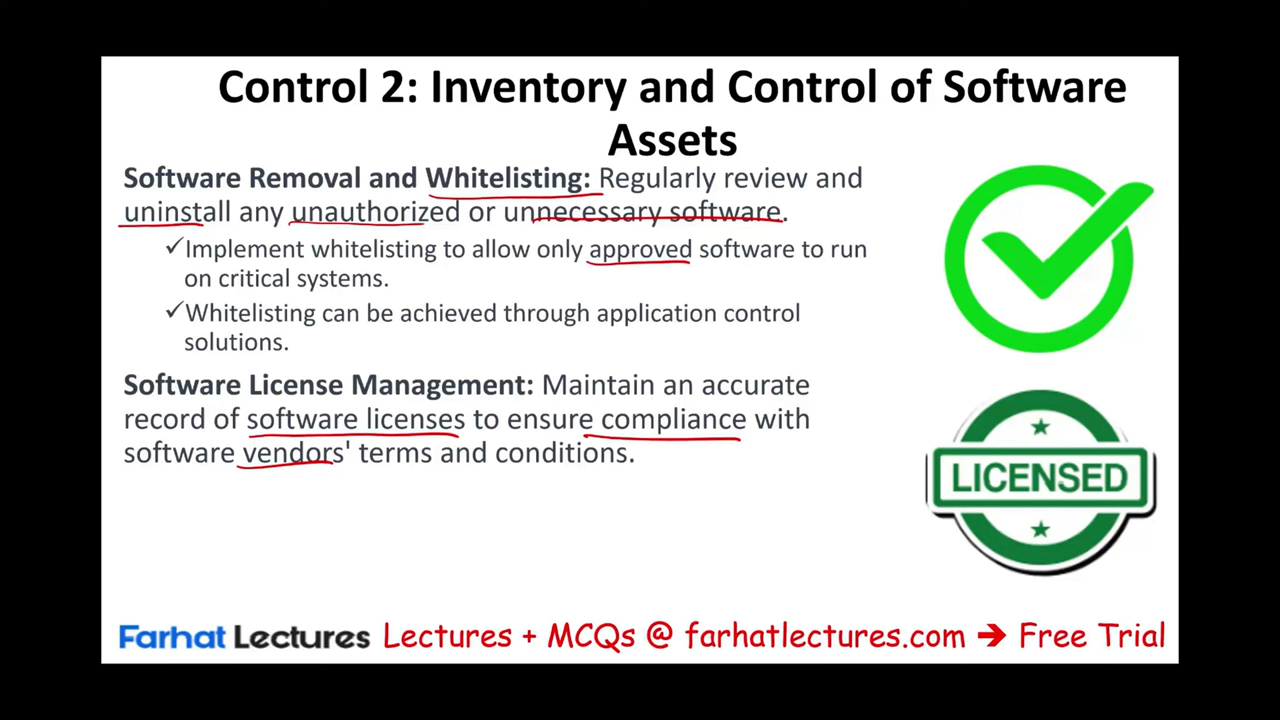 Control 2: Inventory and Control of Software
Assets
Software Removal and Whitelisting: Regularly review and
uninstall any unauthorized or unnecessary software.
✓Implement whitelisting to allow only approved software to run
on critical systems.
✓Whitelisting can be achieved through application control
solutions.
Software License Management: Maintain an accurate
record of software licenses to ensure compliance with
software vendors' terms and conditions.
LICENSED
Farhat Lectures Lectures + MCQs @ farhatlectures.com → Free Trial